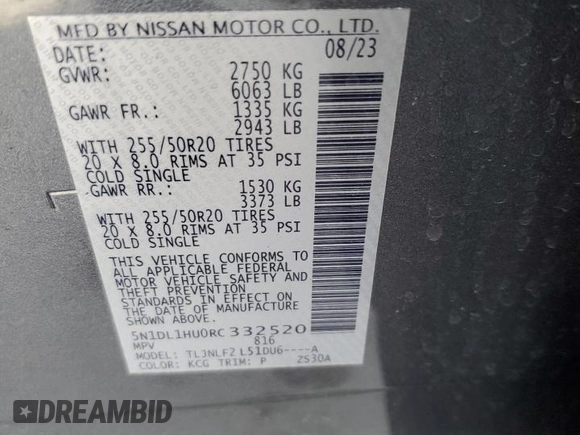 MFD BY NISSAN MOTOR CO., LTD.
DATE: 08/23
GVWR: 2750 KG
6063 LB
GAWR FR.: 1335 KG
2943 LB
WITH 255/50R20 TIRES
20 X 8.0 RIMS AT 35 PSI
COLD SINGLE
GAWR RR.: 1530 KG
3373 LB
WITH 255/50R20 TIRES
20 X 8.0 RIMS AT 35 PSI
COLD SINGLE
THIS VEHICLE CONFORMS TO
ALL APPLICABLE FEDERAL
MOTOR VEHICLE SAFETY AND
THEFT PREVENTION
STANDARDS IN EFFECT ON
THE DATE OF MANUFACTURE
SHOWN ABOVE.
5N1DL1HU0RC332520
MPV 816
MODEL: TLJNLF2 L51DU6----A
COLOR: KCG TRIM: P ZS30A
DREAMBID